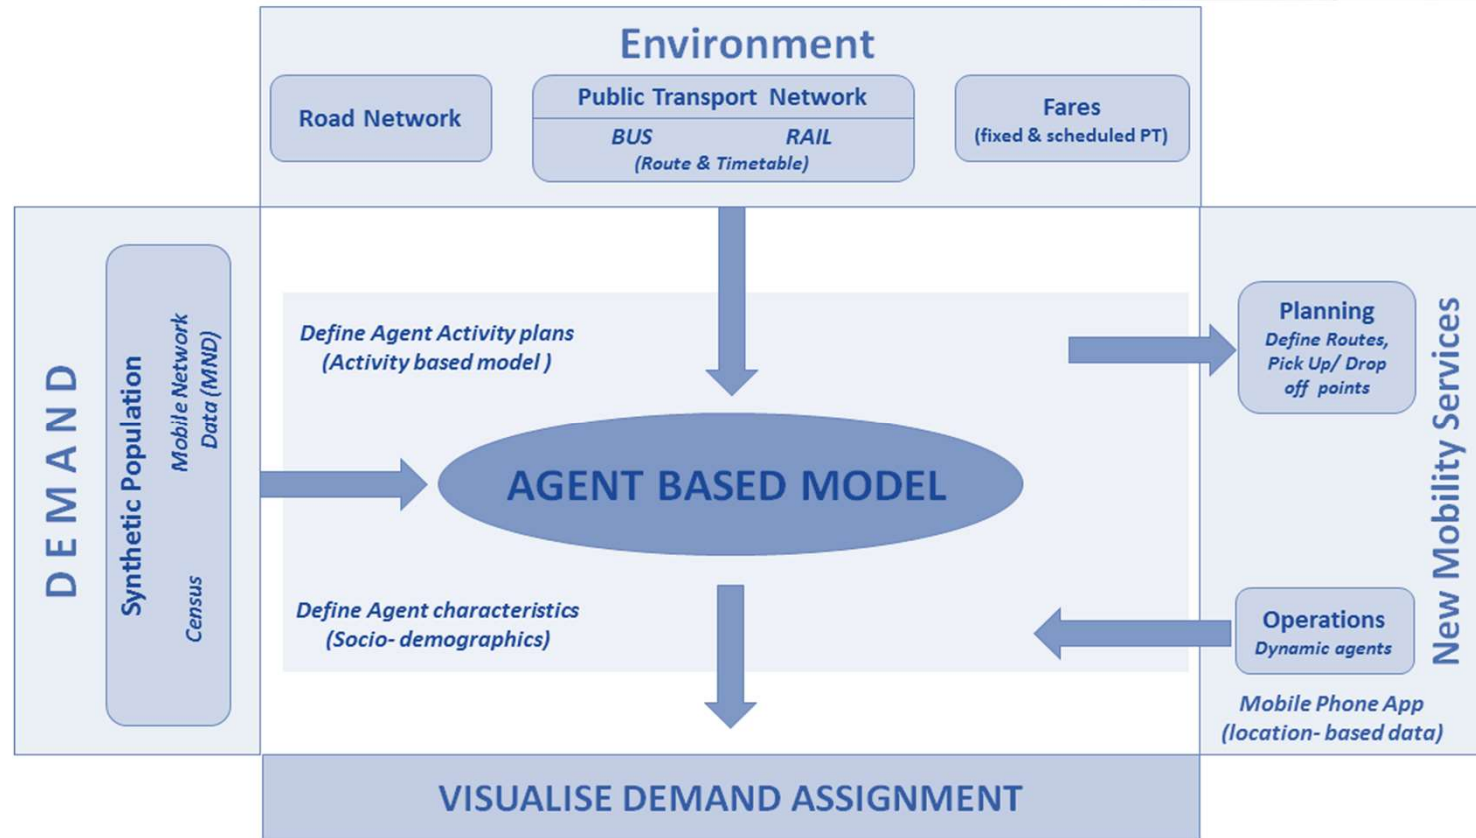 Environment
Road Network
Public Transport Network
BUS RAIL
(Route & Timetable)
Fares
(fixed & scheduled PT)
DEMAND
Synthetic Population
Mobile Network
Data (MND)
Census
Define Agent Activity plans
(Activity based model )
AGENT BASED MODEL
Define Agent characteristics
(Socio- demographics)
Planning
Define Routes,
Pick Up/ Drop
off points
Operations
Dynamic agents
Mobile Phone App
(location- based data)
New Mobility Services
VISUALISE DEMAND ASSIGNMENT